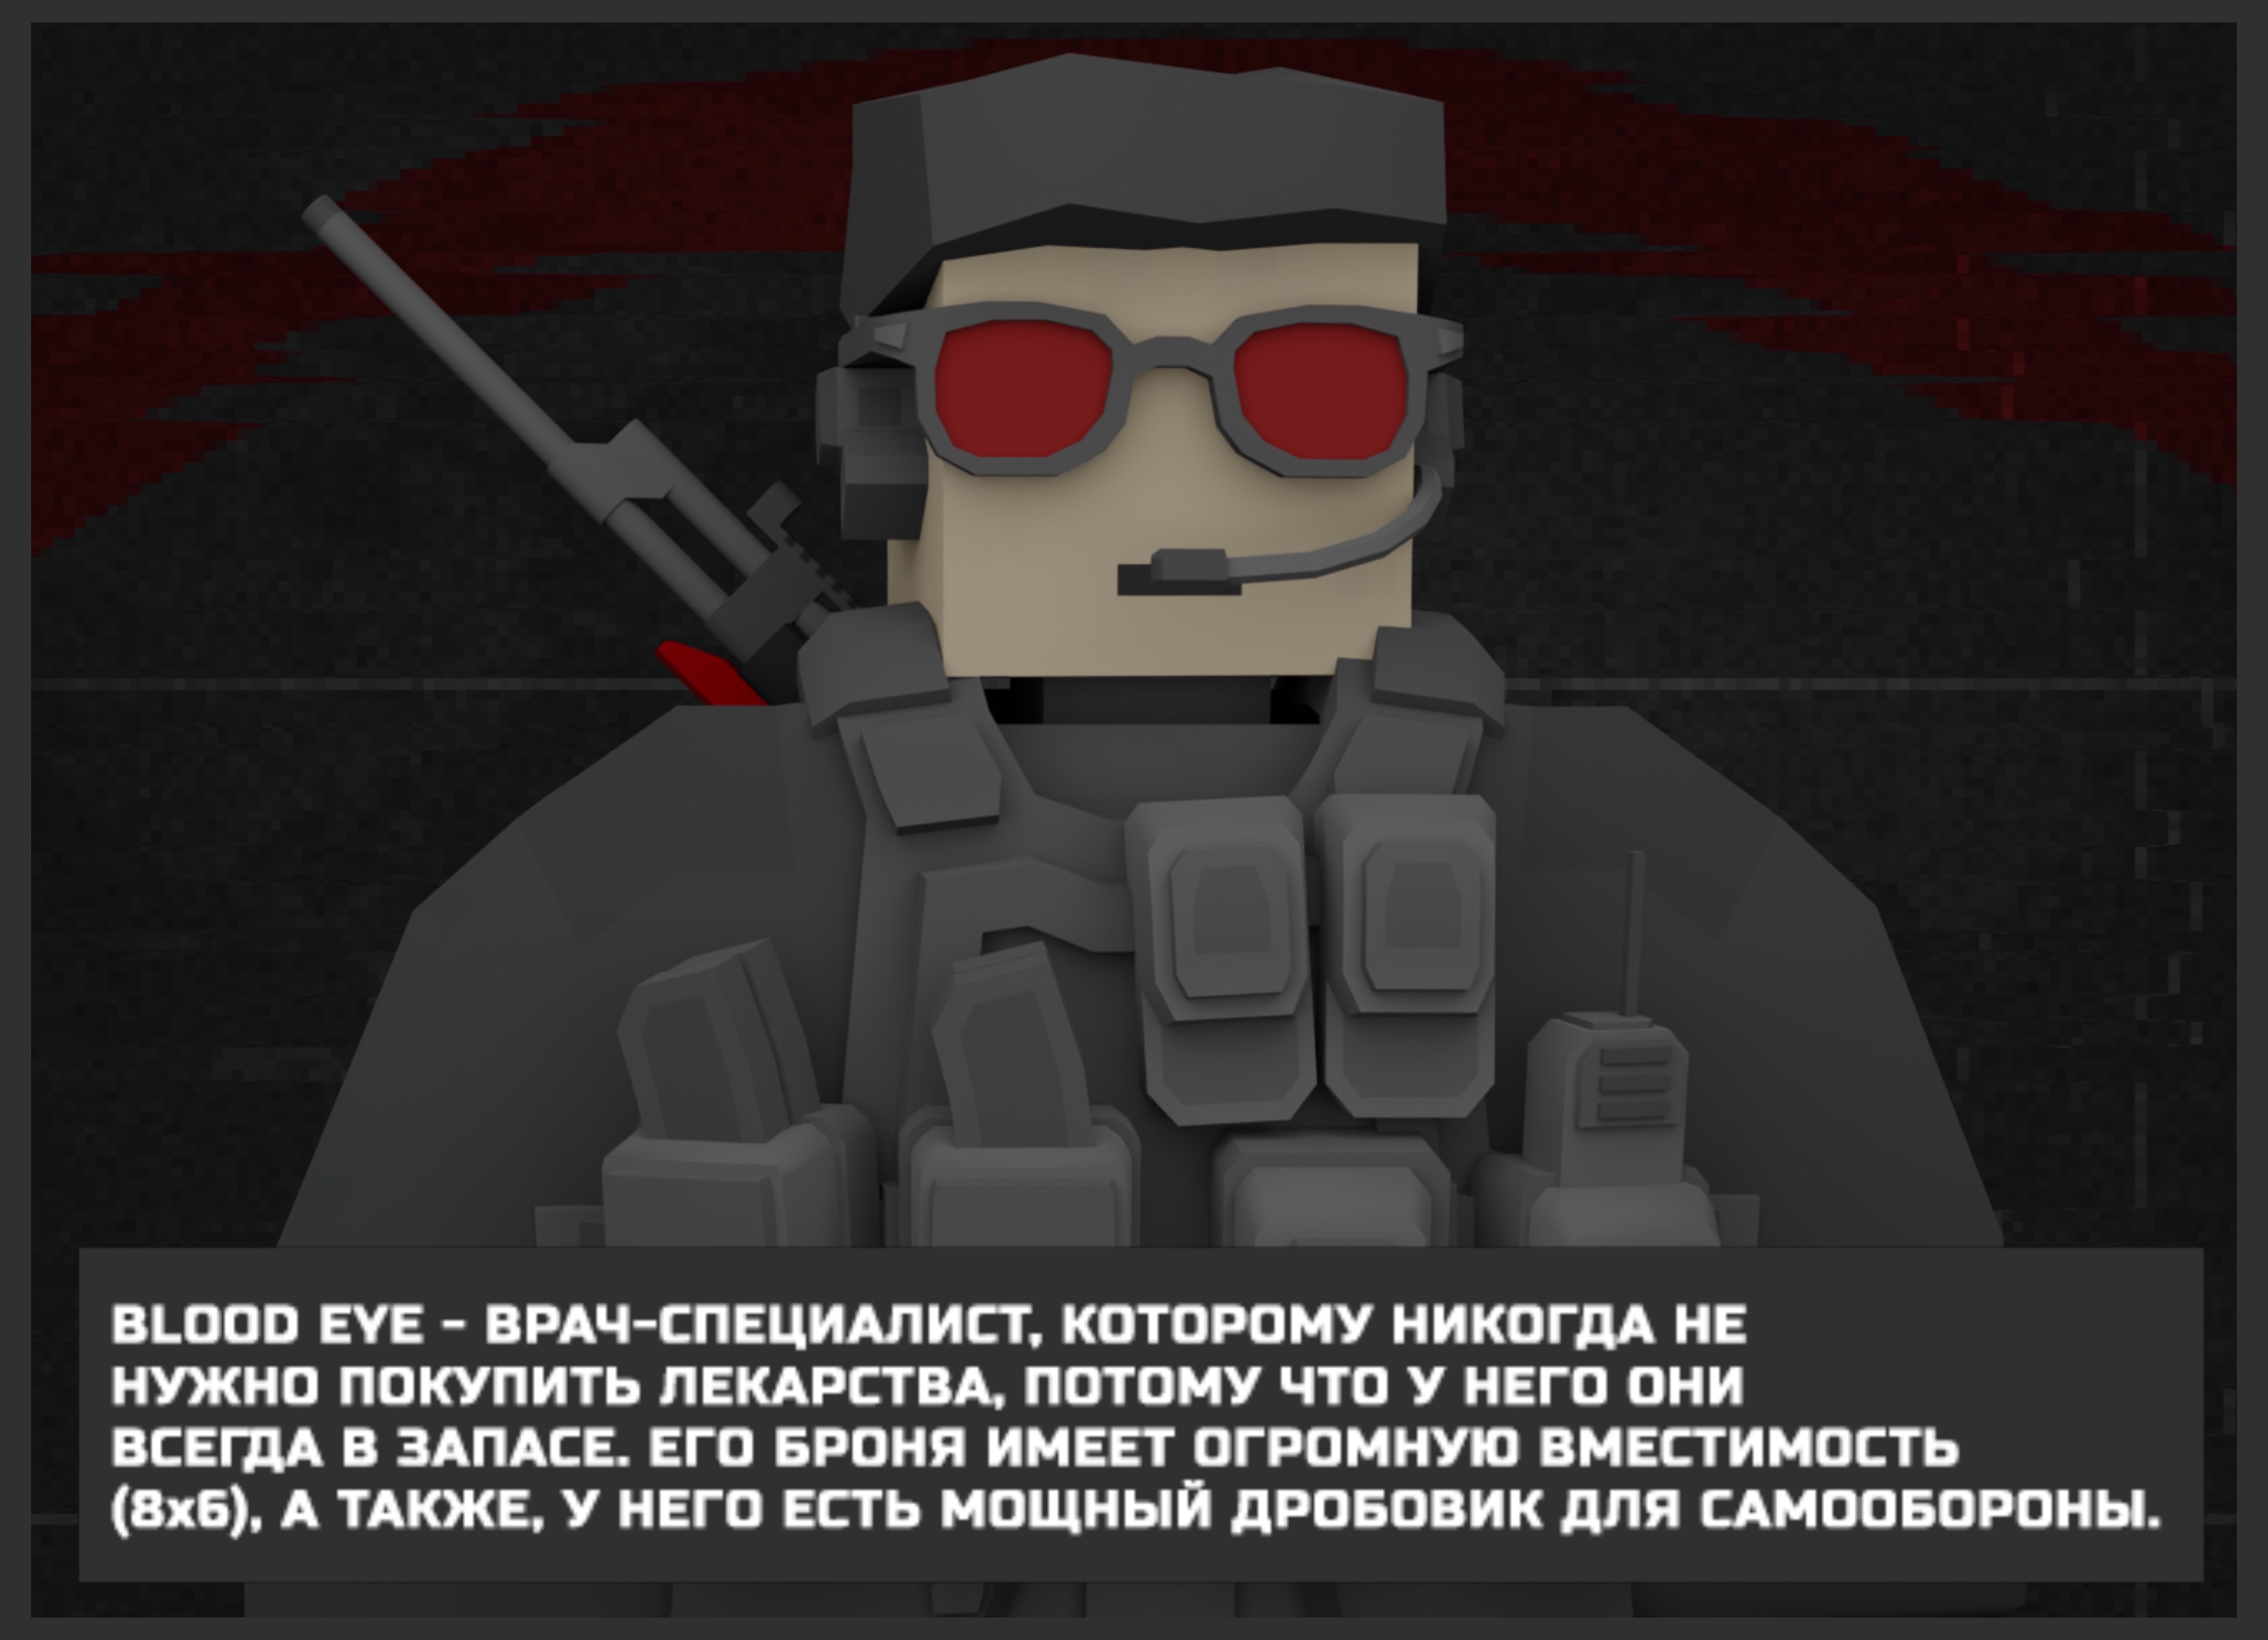 BLOOD EYE - ВРАЧ-СПЕЦИАЛИСТ, КОТОРОМУ НИКОГДА НЕ
НУЖНО ПОКУПИТЬ ЛЕКАРСТВА, ПОТОМУ ЧТО У НЕГО ОНИ
ВСЕГДА В ЗАПАСЕ. ЕГО БРОНЯ ИМЕЕТ ОГРОМНУЮ ВМЕСТИМОСТЬ
(8x6), А ТАКЖЕ, У НЕГО ЕСТЬ МОЩНЫЙ ДРОБОВИК ДЛЯ САМООБОРОНЫ.